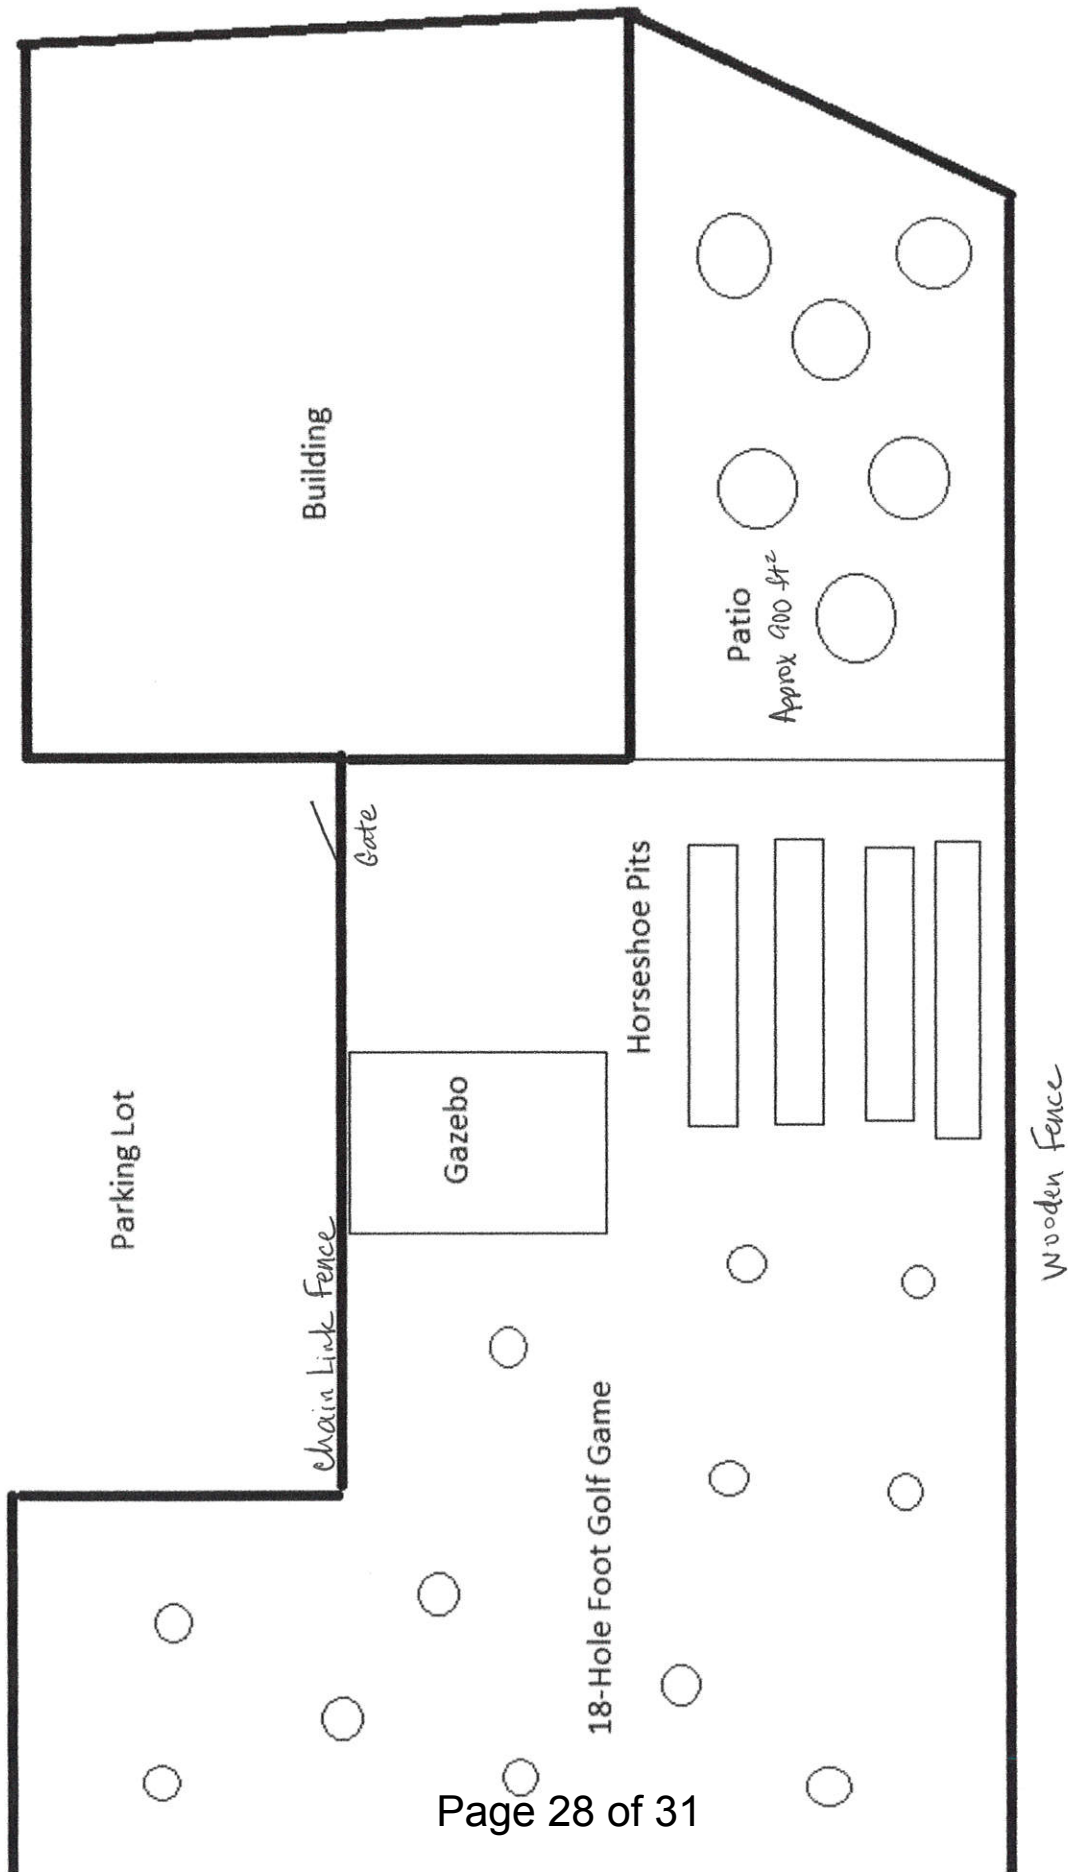 Building
Patio
Approx 900 ft²
Gate
Horseshoe Pits
Parking Lot
Gazebo
Chain Link Fence
Wooden Fence
18-Hole Foot Golf Game
Page 28 of 31